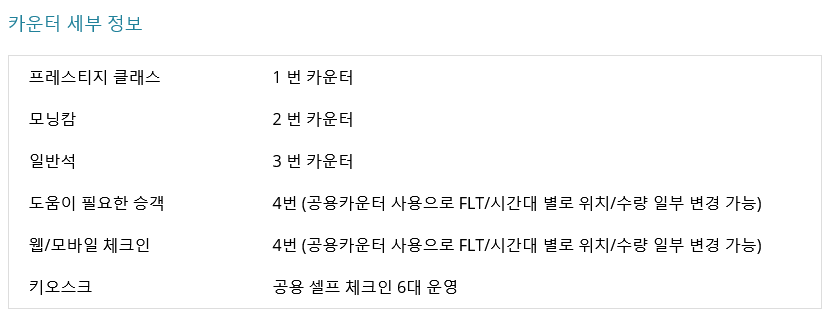 카운터 세부 정보
프레스티지 클래스 1 번 카운터
모닝캄 2 번 카운터
일반석 3 번 카운터
도움이 필요한 승객 4번 (공용카운터 사용으로 FLT/시간대 별로 위치/수량 일부 변경 가능)
웹/모바일 체크인 4번 (공용카운터 사용으로 FLT/시간대 별로 위치/수량 일부 변경 가능)
키오스크 공용 셀프 체크인 6대 운영